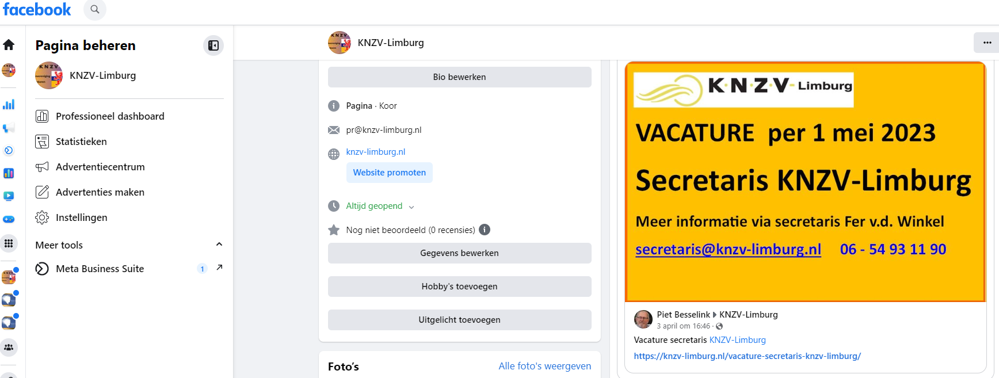 facebook
Pagina beheren
KNZV-Limburg
Professioneel dashboard
Statistieken
Advertentiecentrum
Advertenties maken
Instellingen
Meer tools
Meta Business Suite
1
KNZV-Limburg
Bio bewerken
Pagina · Koor
pr@knzv-limburg.nl
knzv-limburg.nl
Website promoten
Altijd geopend
Nog niet beoordeeld (0 recensies)
Gegevens bewerken
Hobby's toevoegen
Uitgelicht toevoegen
Foto's
Alle foto's weergeven
K·N·Z·V-Limburg
VACATURE per 1 mei 2023
Secretaris KNZV-Limburg
Meer informatie via secretaris Fer v.d. Winkel
secretaris@knzv-limburg.nl 06 - 54 93 11 90
Piet Besselink KNZV-Limburg
3 april om 16:46 ·
Vacature secretaris KNZV-Limburg
https://knzv-limburg.nl/vacature-secretaris-knzv-limburg/